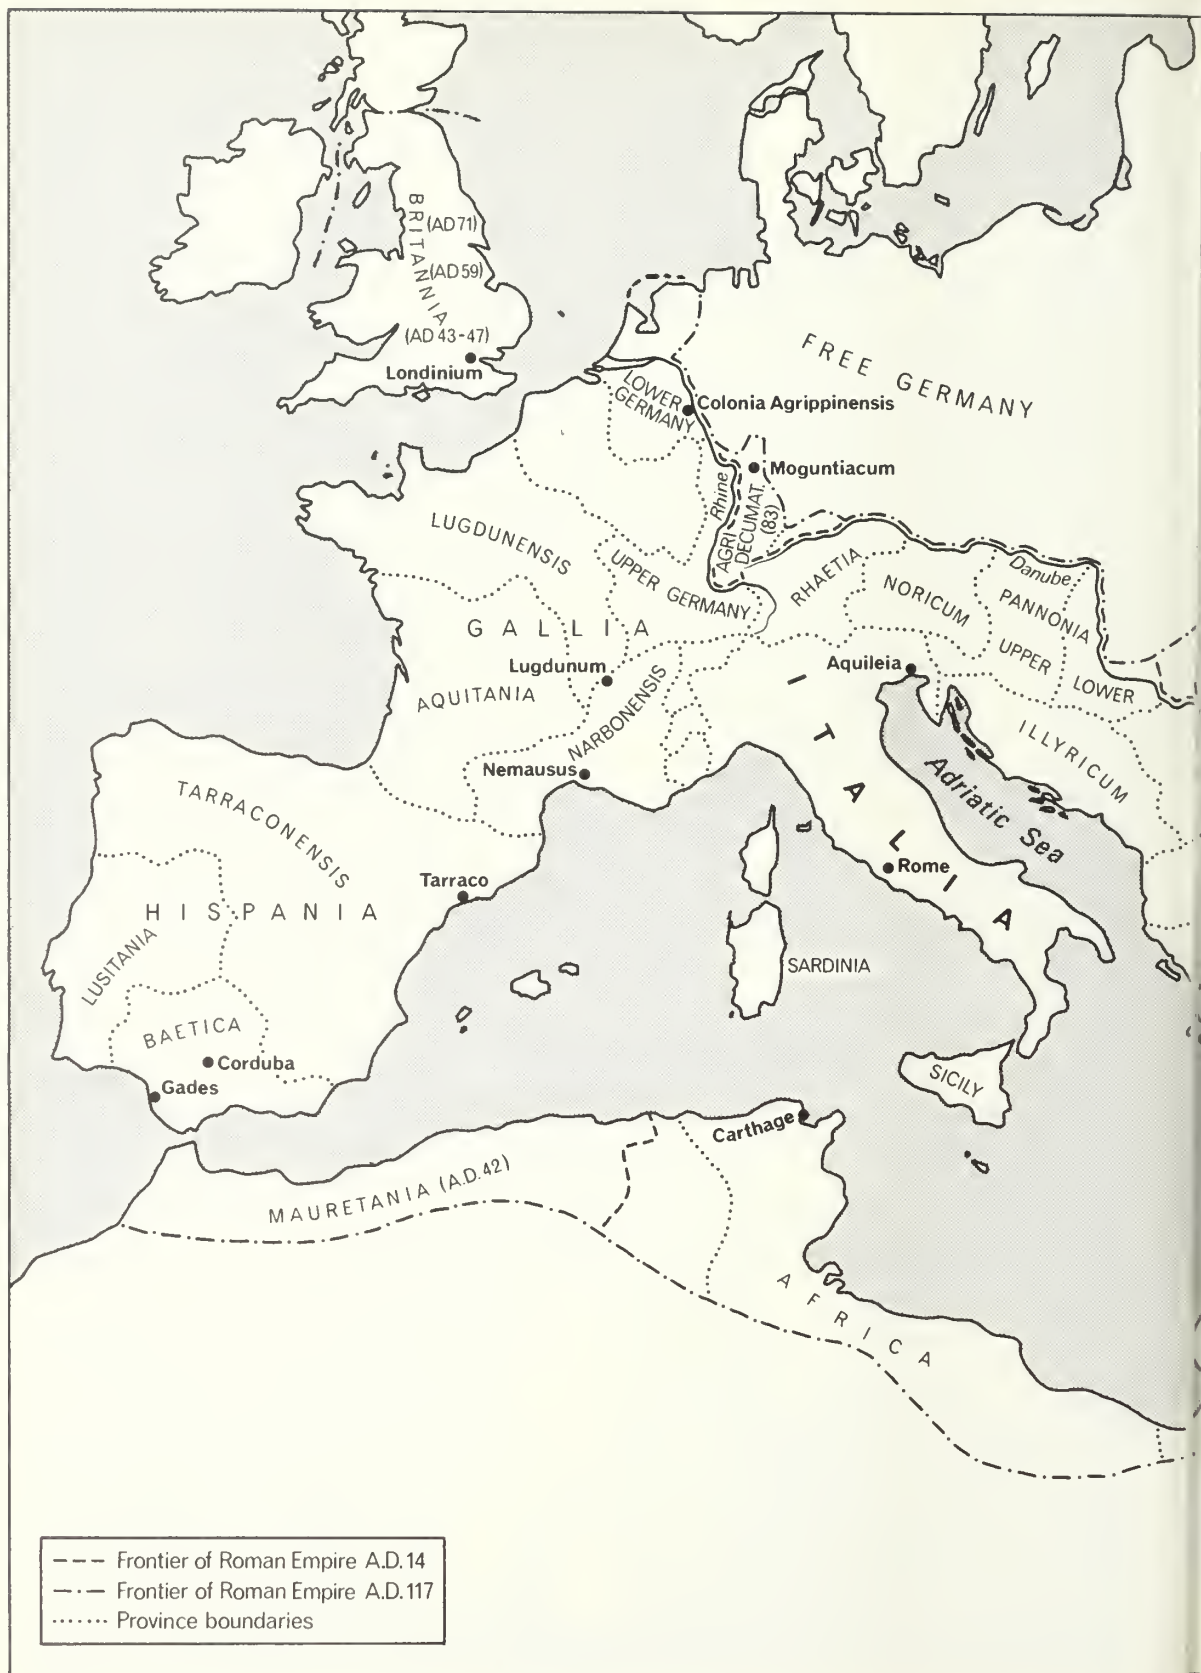 BRITANNIA
(AD 71)
(AD 59)
(AD 43-47)
Londinium
FREE GERMANY
LOWER
GERMANY
Colonia Agrippinensis
Moguntiacum
Rhine
AGRI
DECUMAT.
(83)
LUGDUNENSIS
UPPER GERMANY
RHAETIA
NORICUM
Danube
PANNONIA
UPPER
LOWER
GALLIA
Lugdunum
Aquileia
AQUITANIA
NARBONENSIS
ITALIA
ILLYRICUM
Nemausus
Adriatic Sea
TARRACONENSIS
Tarraco
Rome
HISPANIA
LUSITANIA
SARDINIA
BAETICA
Corduba
Gades
SICILY
Carthage
MAURETANIA (A.D. 42)
AFRICA
Frontier of Roman Empire A.D. 14
Frontier of Roman Empire A.D. 117
Province boundaries